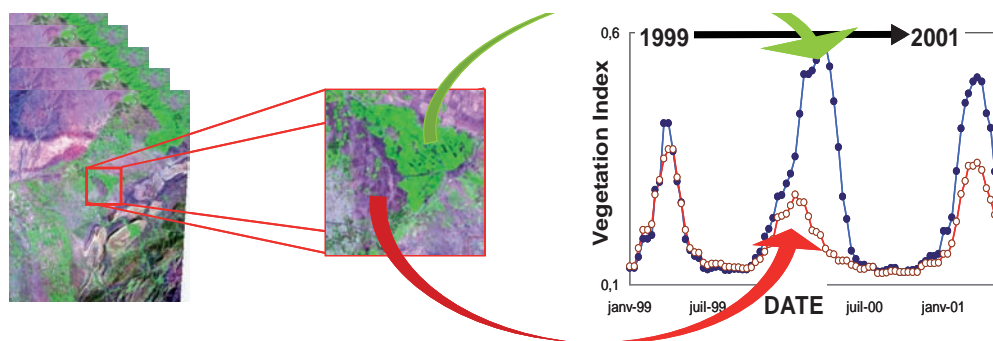 0,6
1999
2001
Vegetation Index
0,1
janv-99
juil-99
DATE
juil-00
janv-01